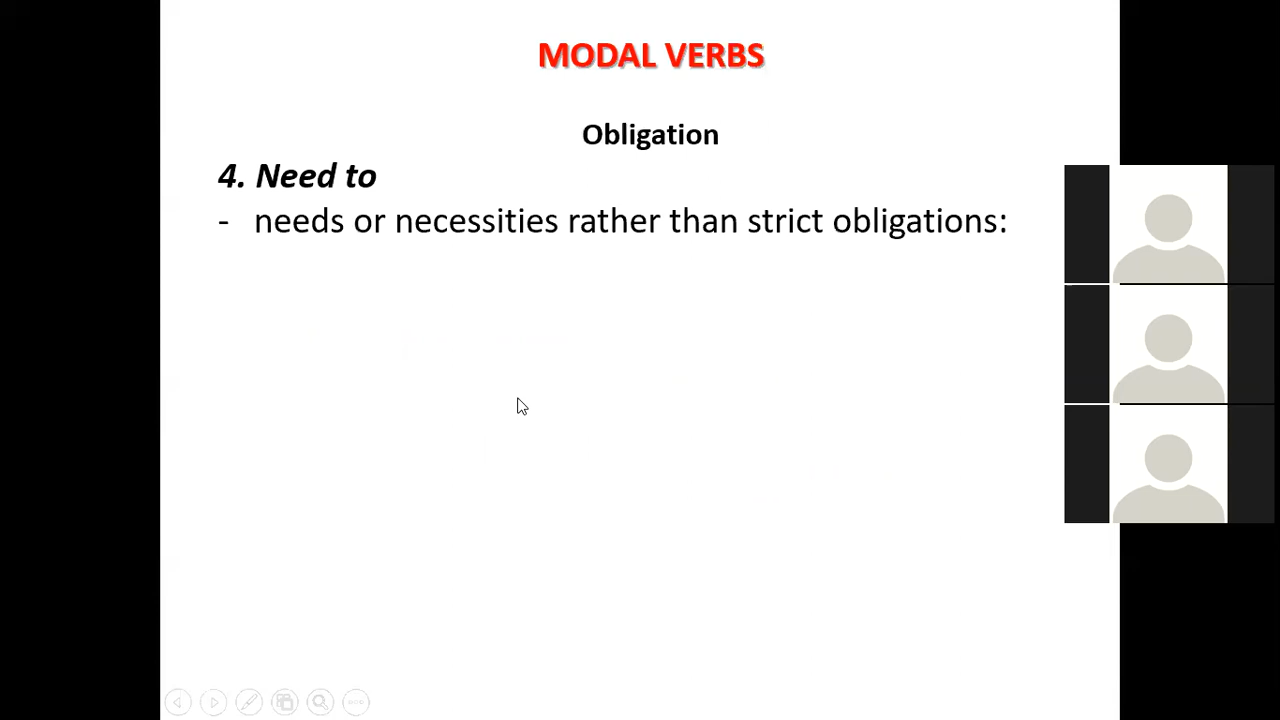 MODAL VERBS
Obligation
4. Need to
- needs or necessities rather than strict obligations: